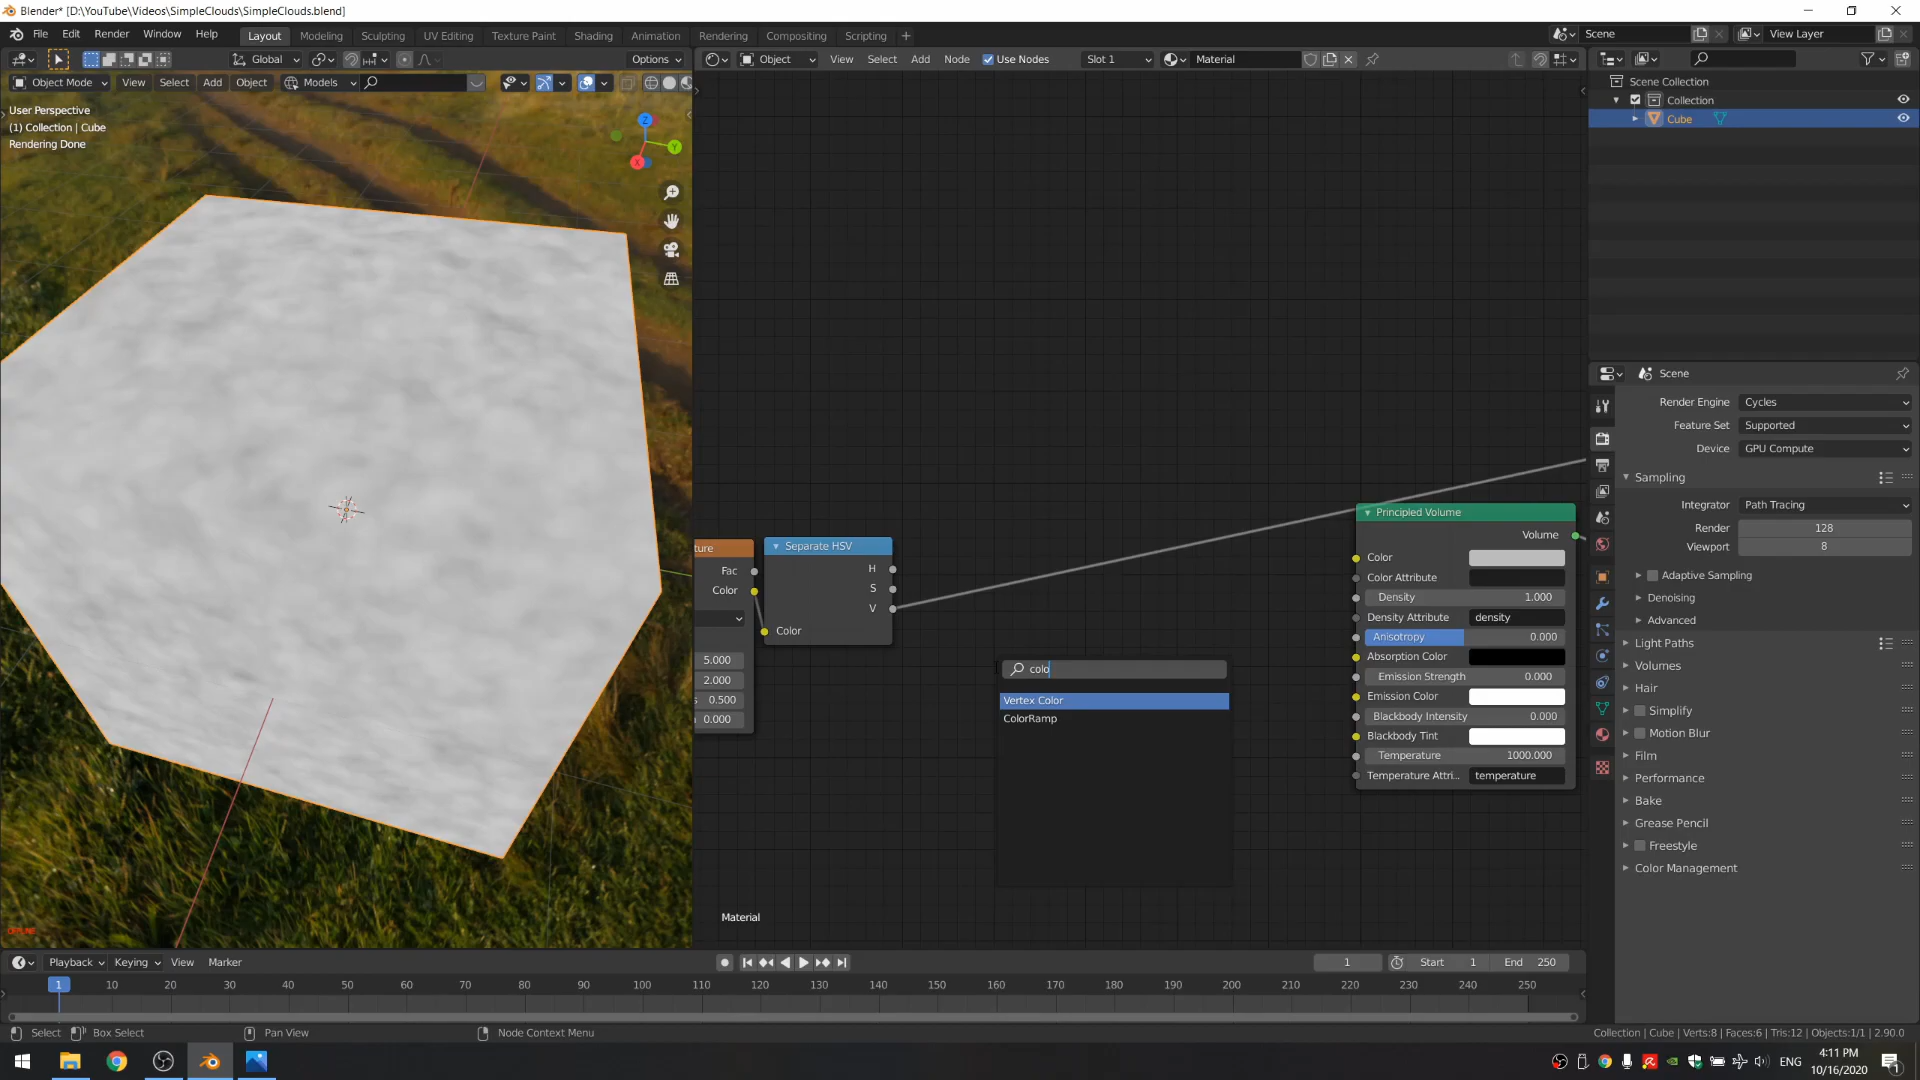 Blender* [D:\YouTube\Videos\SimpleClouds\SimpleClouds.blend]
File Edit Render Window Help Layout Modeling Sculpting UV Editing Texture Paint Shading Animation Rendering Compositing Scripting + Scene View Layer
Global Options Object View Select Add Node Use Nodes Slot 1 Material
Object Mode View Select Add Object Models
Scene Collection
Collection
Cube
User Perspective
(1) Collection | Cube
Rendering Done
Z
Y
X
Scene
Render Engine Cycles
Feature Set Supported
Device GPU Compute
Sampling
Integrator Path Tracing
Render 128
Viewport 8
Adaptive Sampling
Denoising
Advanced
Light Paths
Volumes
Hair
Simplify
Motion Blur
Film
Performance
Bake
Grease Pencil
Freestyle
Color Management
ture
Fac
Color
5.000
2.000
s 0.500
0.000
Separate HSV
H
S
V
Color
colo
Vertex Color
ColorRamp
Principled Volume
Volume
Color
Color Attribute
Density 1.000
Density Attribute density
Anisotropy 0.000
Absorption Color
Emission Strength 0.000
Emission Color
Blackbody Intensity 0.000
Blackbody Tint
Temperature 1000.000
Temperature Attri... temperature
Material
OFFLINE
Playback Keying View Marker 1 Start 1 End 250
1 10 20 30 40 50 60 70 80 90 100 110 120 130 140 150 160 170 180 190 200 210 220 230 240 250
Select Box Select Pan View Node Context Menu Collection | Cube | Verts:8 | Faces:6 | Tris:12 | Objects:1/1 | 2.90.0
ENG
4:11 PM
10/16/2020
1